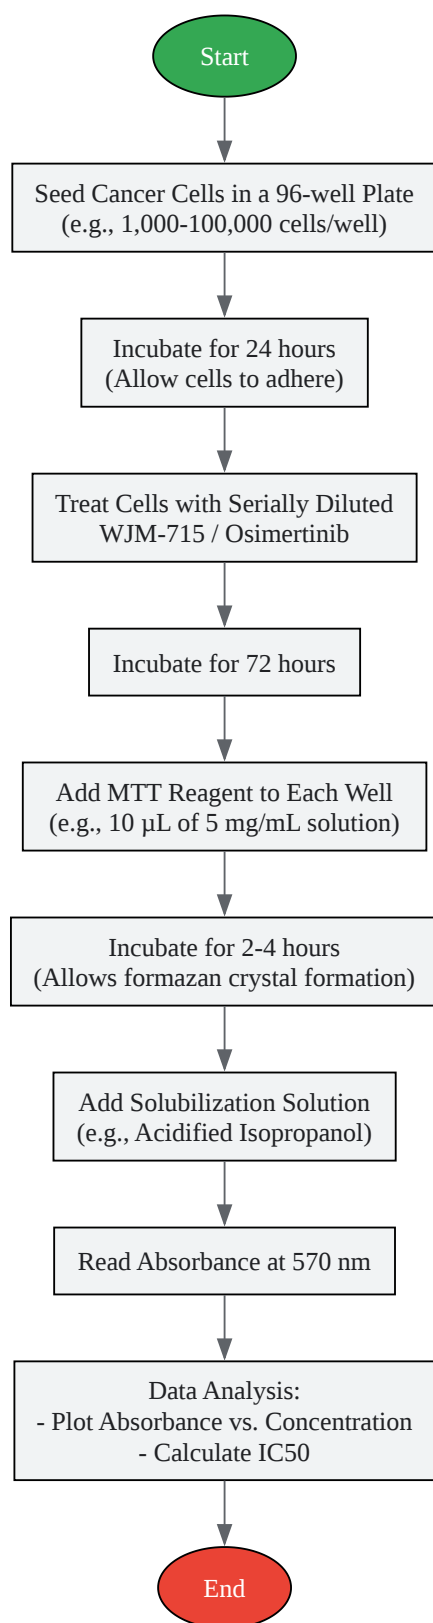 Start
Seed Cancer Cells in a 96-well Plate
(e.g., 1,000-100,000 cells/well)
Incubate for 24 hours
(Allow cells to adhere)
Treat Cells with Serially Diluted
WJM-715 / Osimertinib
Incubate for 72 hours
Add MTT Reagent to Each Well
(e.g., 10 µL of 5 mg/mL solution)
Incubate for 2-4 hours
(Allows formazan crystal formation)
Add Solubilization Solution
(e.g., Acidified Isopropanol)
Read Absorbance at 570 nm
Data Analysis:
- Plot Absorbance vs. Concentration
- Calculate IC50
End